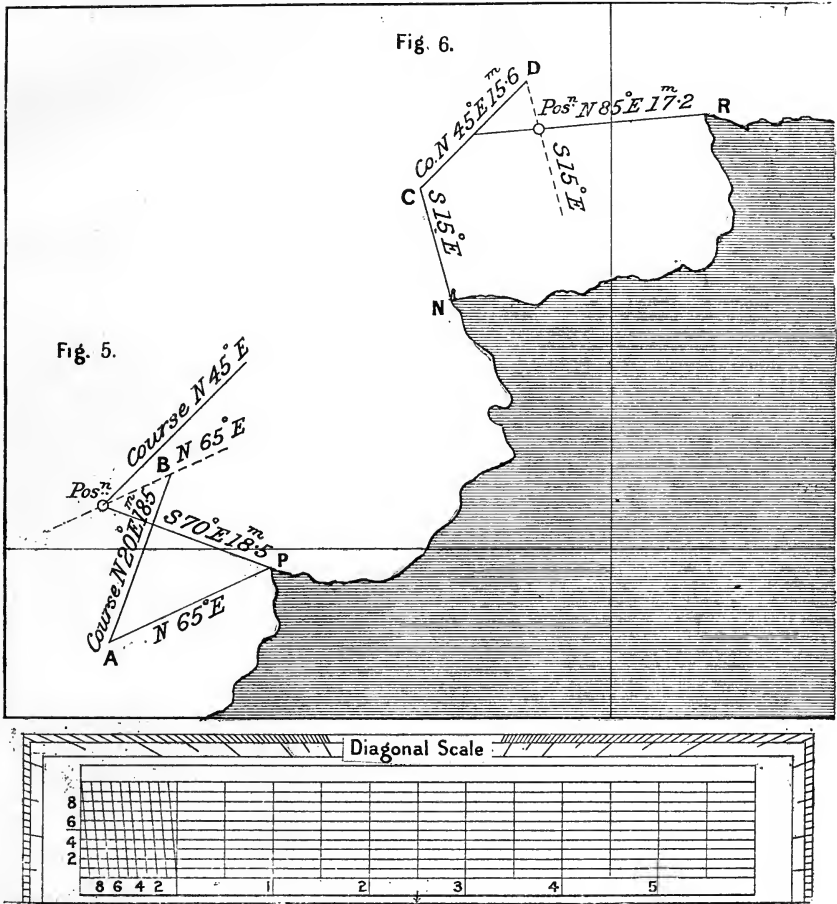 Fig. 6.
D
Co. N 45° E 15·6 m
Posn. N 85° E 17·2 m
R
S 15° E
C
S 15° E
N
Fig. 5.
Course N 45° E
B N 65° E
Posn.
Course N 20° E 18·5 m
S 70° E 18·5 m
P
N 65° E
A
Diagonal Scale
8
6
4
2
8 6 4 2 1 2 3 4 5